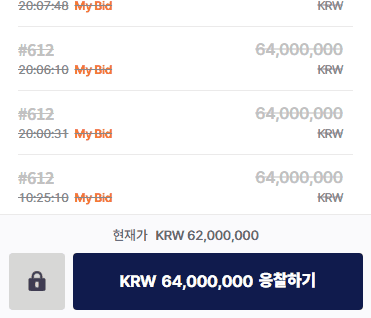 20:07:48 My Bid KRW
#612 64,000,000
20:06:10 My Bid KRW
#612 64,000,000
20:00:31 My Bid KRW
#612 64,000,000
10:25:10 My Bid KRW
현재가 KRW 62,000,000
KRW 64,000,000 응찰하기